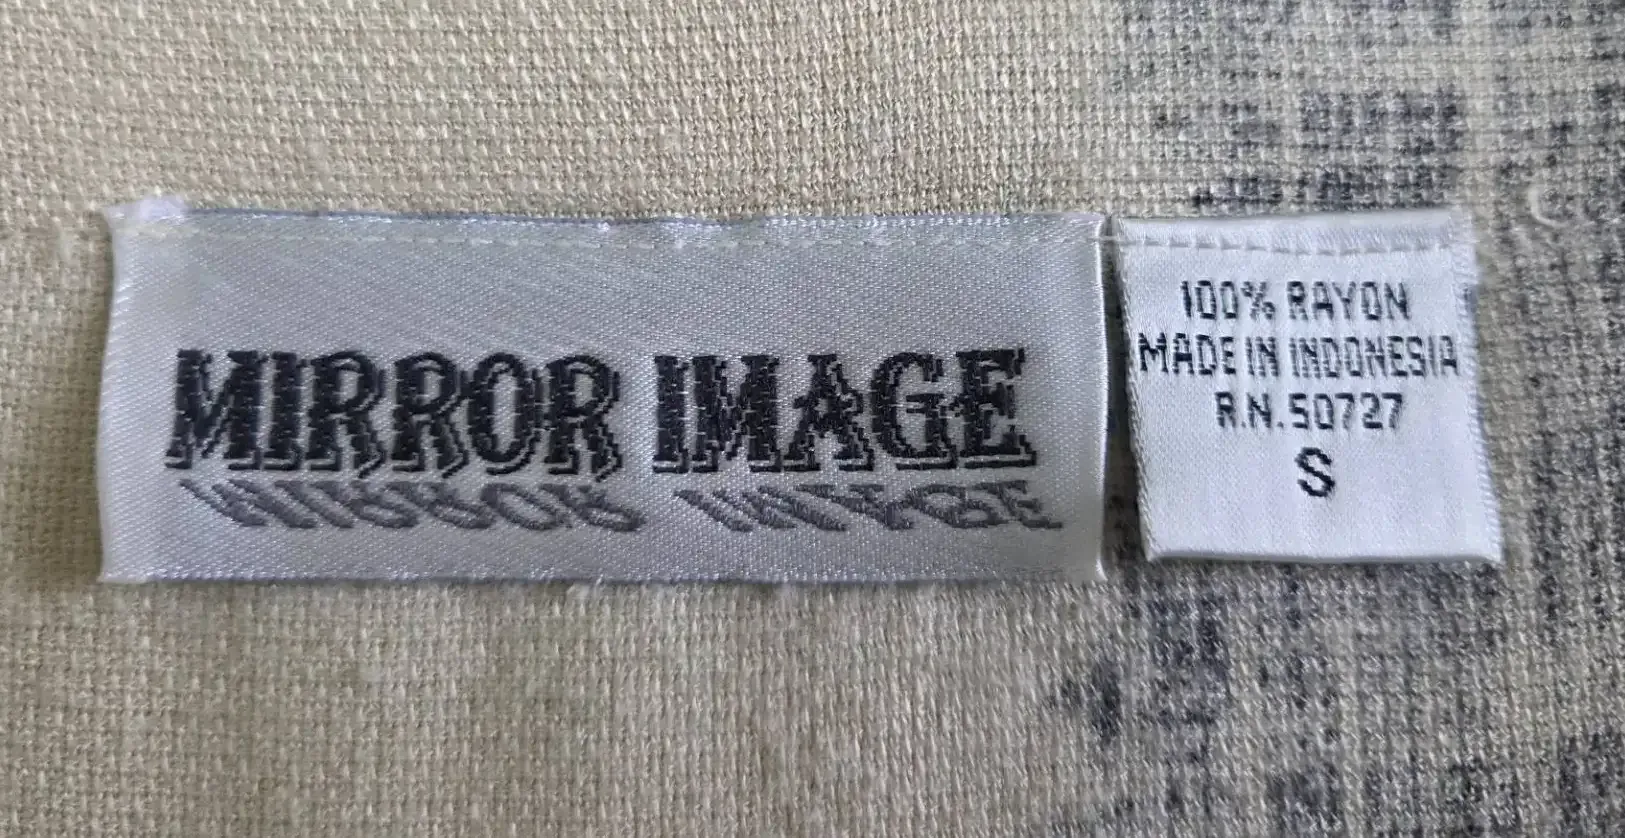 MIRROR IMAGE
MIRROR IMAGE
100% RAYON
MADE IN INDONESIA
R.N. 50727
S